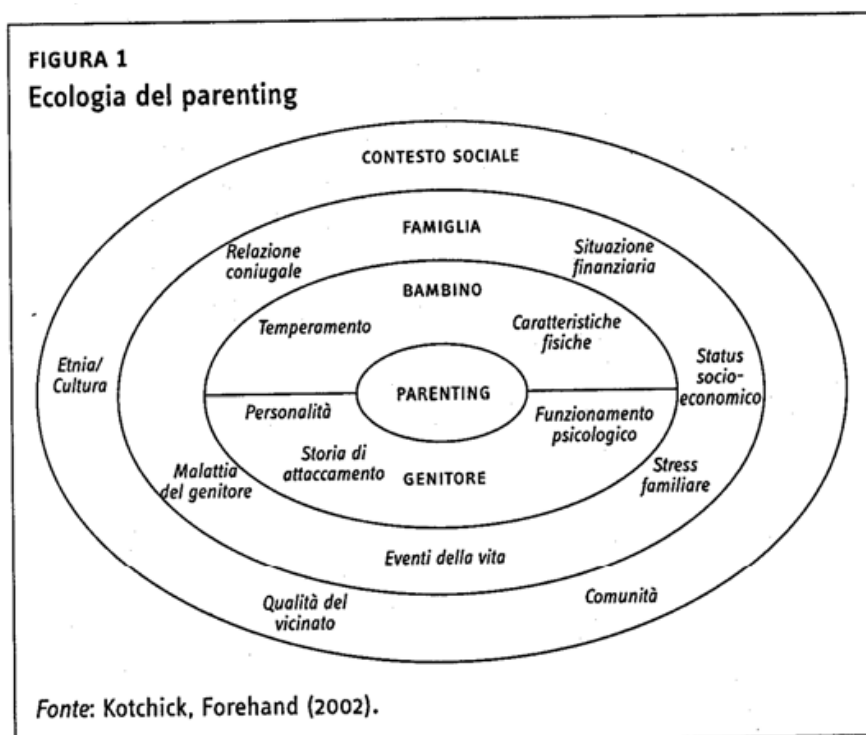 FIGURA 1
Ecologia del parenting
CONTESTO SOCIALE
FAMIGLIA
Relazione
coniugale
Situazione
finanziaria
BAMBINO
Temperamento
Caratteristiche
fisiche
Etnia/
Cultura
Status
socio-
economico
PARENTING
Personalità
Funzionamento
psicologico
Storia di
attaccamento
GENITORE
Malattia
del genitore
Stress
familiare
Eventi della vita
Qualità del
vicinato
Comunità
Fonte: Kotchick, Forehand (2002).